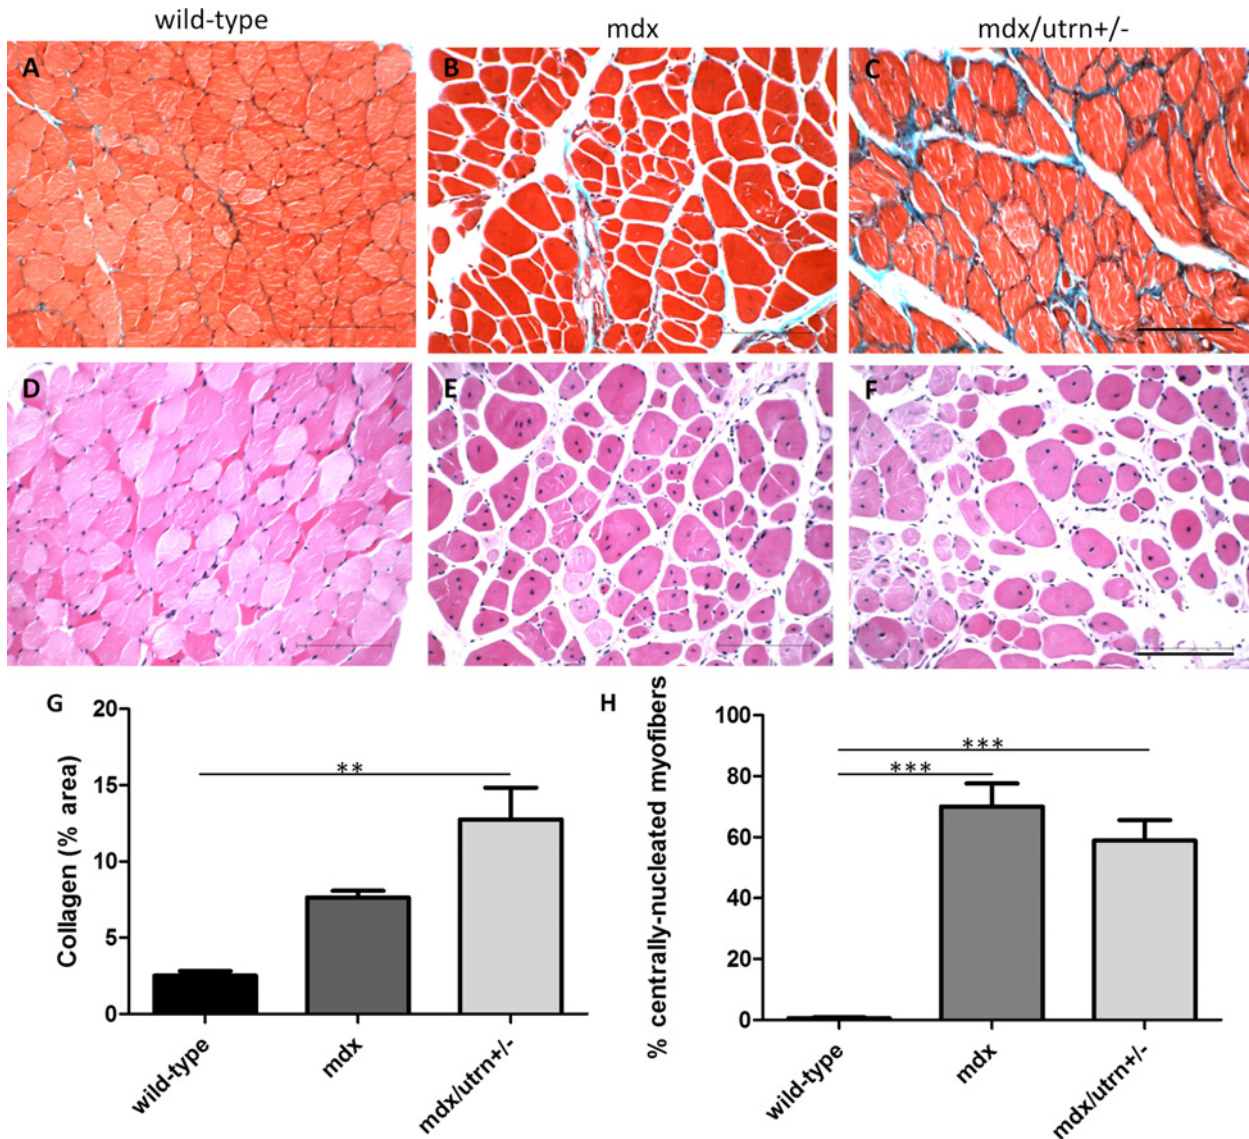 wild-type mdx mdx/utrn+/-
A B C
D E F
G H
20
15
10
5
0
Collagen (% area)
**
wild-type mdx mdx/utrn+/-
100
80
60
40
20
0
% centrally-nucleated myofibers
***
***
wild-type mdx mdx/utrn+/-